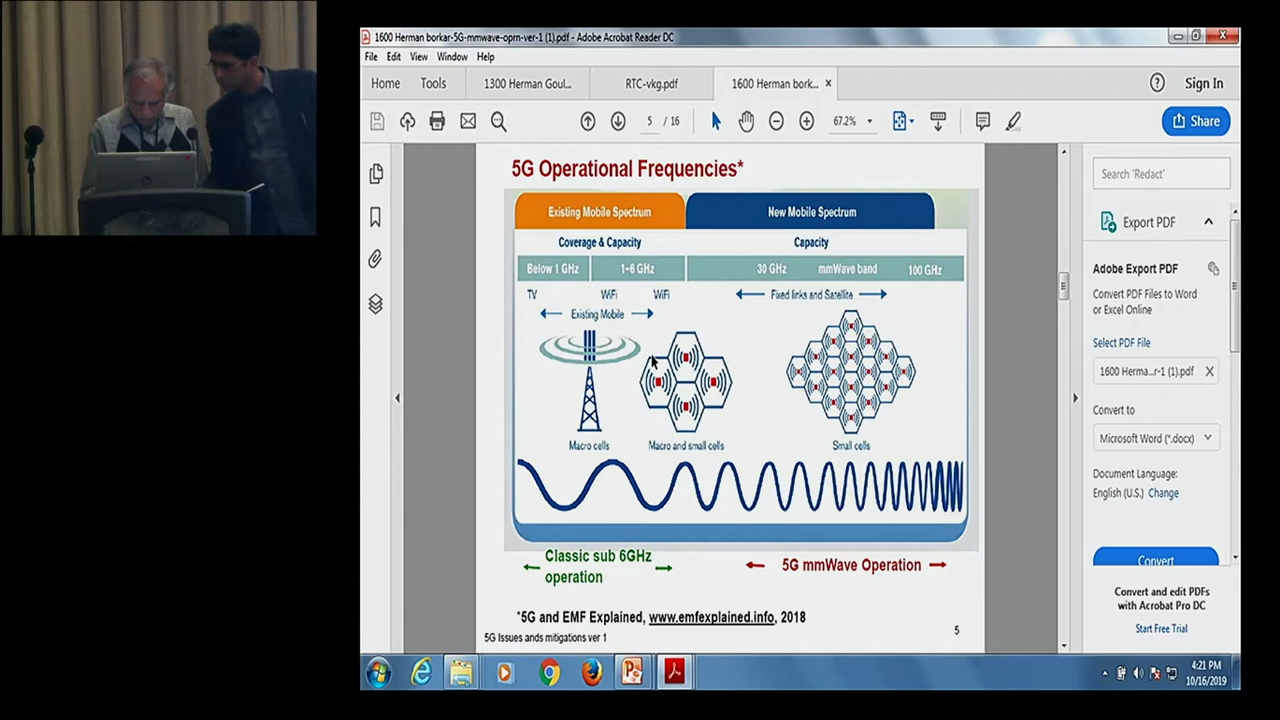 1600 Herman borkar-5G-mmwave-oprn-ver-1 (1).pdf - Adobe Acrobat Reader DC
File Edit View Window Help
Home Tools 1300 Herman Goul... RTC-vkg.pdf 1600 Herman bork... ×
Sign In
5 / 16
67.2%
Share
5G Operational Frequencies*
Existing Mobile Spectrum New Mobile Spectrum
Coverage & Capacity Capacity
Below 1 GHz 1-6 GHz 30 GHz mmWave band 100 GHz
TV WiFi WiFi Fixed links and Satellite
Existing Mobile
Macro cells Macro and small cells Small cells
Classic sub 6GHz
operation
5G mmWave Operation
*5G and EMF Explained, www.emfexplained.info, 2018
5G Issues ands mitigations ver 1
5
Search 'Redact'
Export PDF
Adobe Export PDF
Convert PDF Files to Word
or Excel Online
Select PDF File
1600 Herma...r-1 (1).pdf
Convert to
Microsoft Word (*.docx)
Document Language:
English (U.S.) Change
Convert
Convert and edit PDFs
with Acrobat Pro DC
Start Free Trial
4:21 PM
10/16/2019